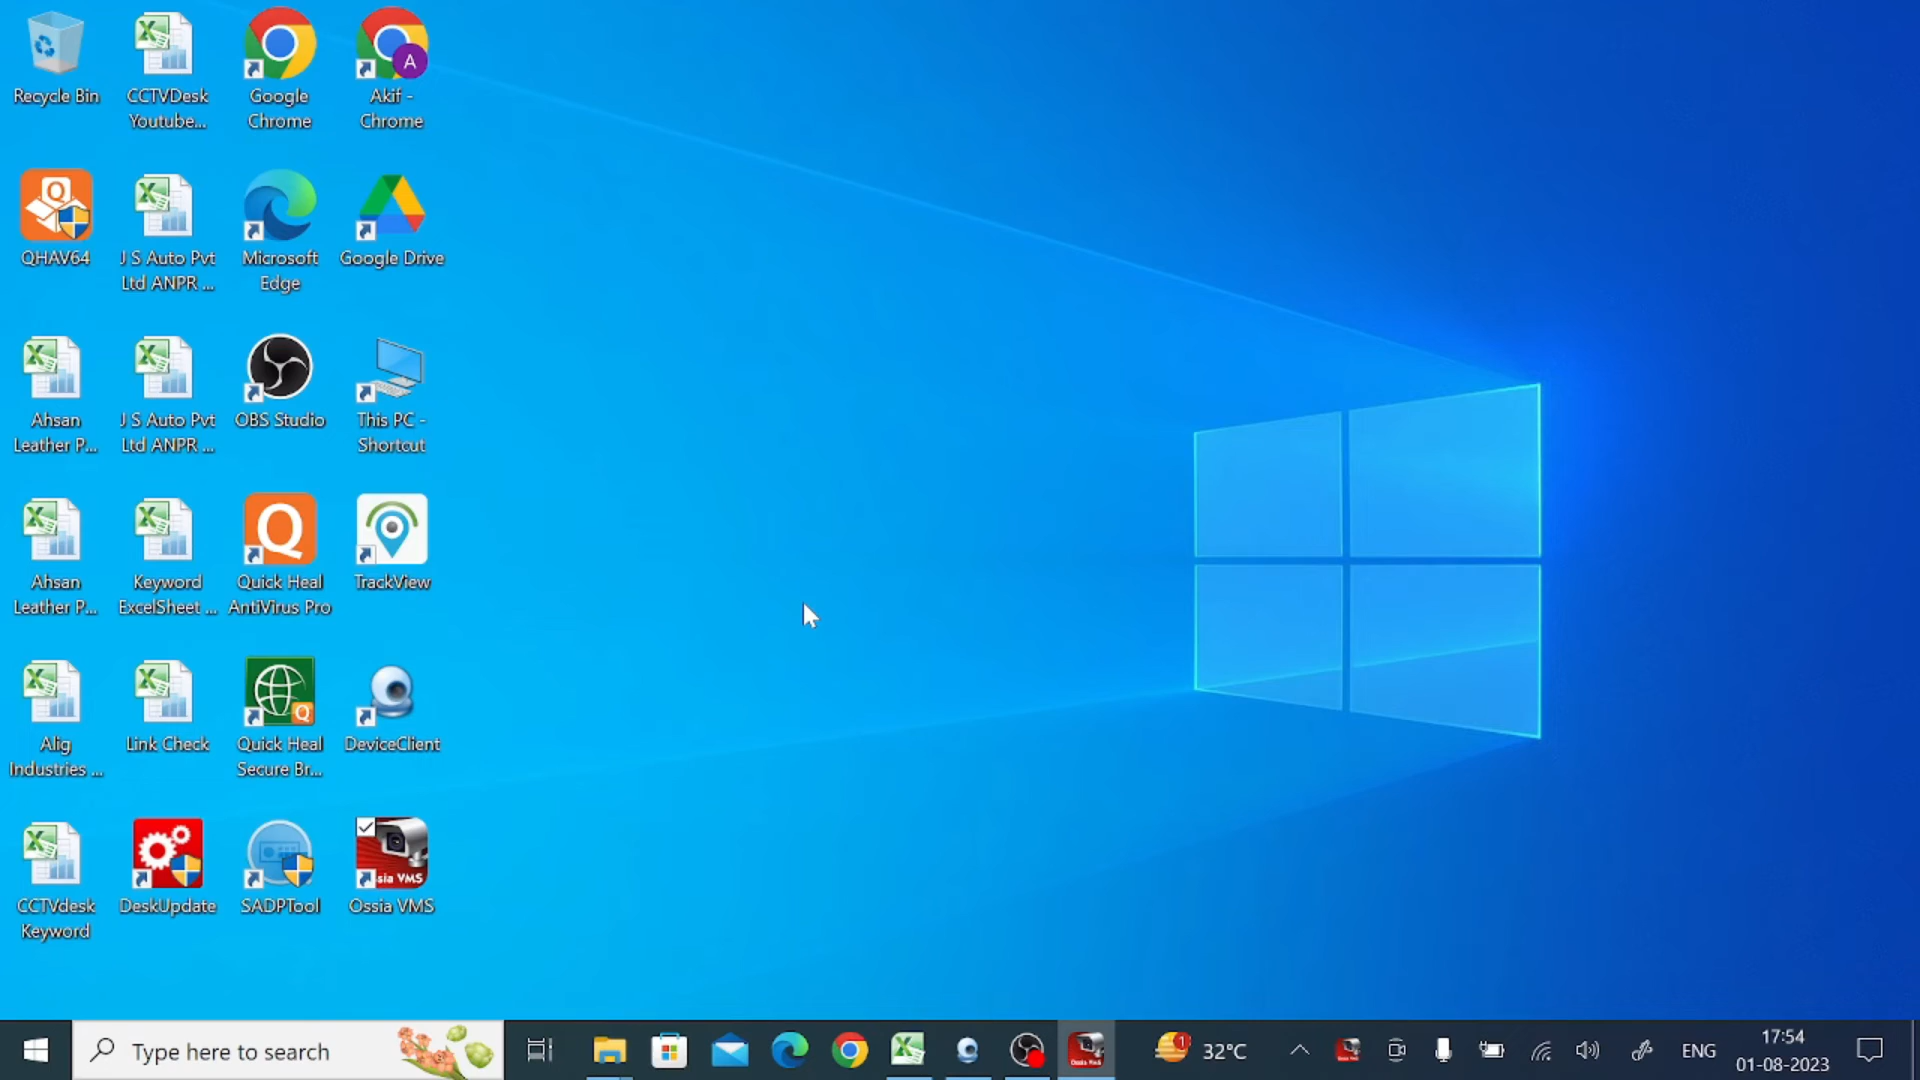 Recycle Bin
CCTVDesk
Youtube...
Google
Chrome
A
Akif -
Chrome
QHAV64
J S Auto Pvt
Ltd ANPR ...
Microsoft
Edge
Google Drive
Ahsan
Leather P...
J S Auto Pvt
Ltd ANPR ...
OBS Studio
This PC -
Shortcut
Ahsan
Leather P...
Keyword
ExcelSheet ...
Quick Heal
AntiVirus Pro
TrackView
Alig
Industries ...
Link Check
Quick Heal
Secure Br...
DeviceClient
CCTVdesk
Keyword
DeskUpdate
SADPTool
Ossia VMS
Type here to search
1
32°C
ENG
17:54
01-08-2023